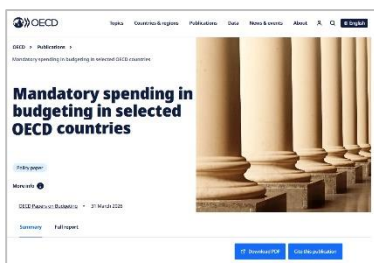 OECD
Topics Countries & regions Publications Data News & events About English
OECD > Publications >
Mandatory spending in budgeting in selected OECD countries
Mandatory spending in
budgeting in selected
OECD countries
Policy paper
More info
OECD Papers on Budgeting • 31 March 2026
Summary Full report
Download PDF Cite this publication